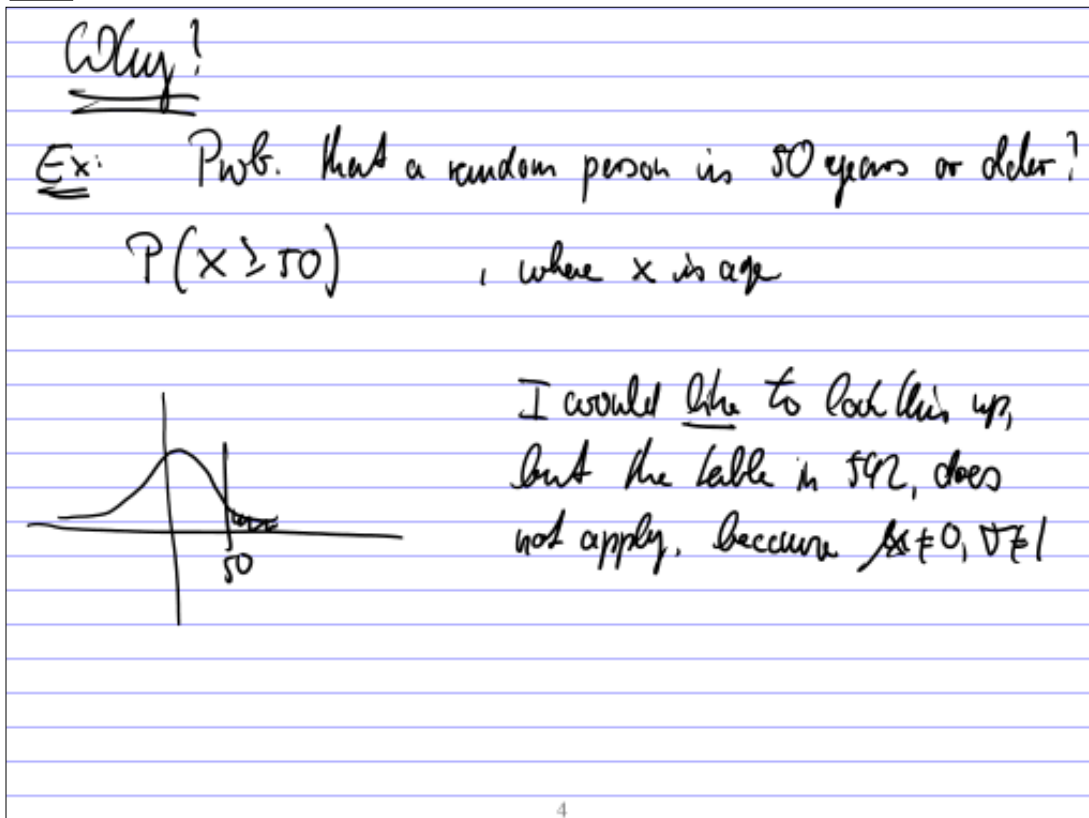 Why?
Ex: Prob. that a random person is 50 years or older?
P(X ≥ 50) , where x is age
I would like to look this up,
but the table in 542, does
not apply. because μ ≠ 0, σ ≠ 1
50
4